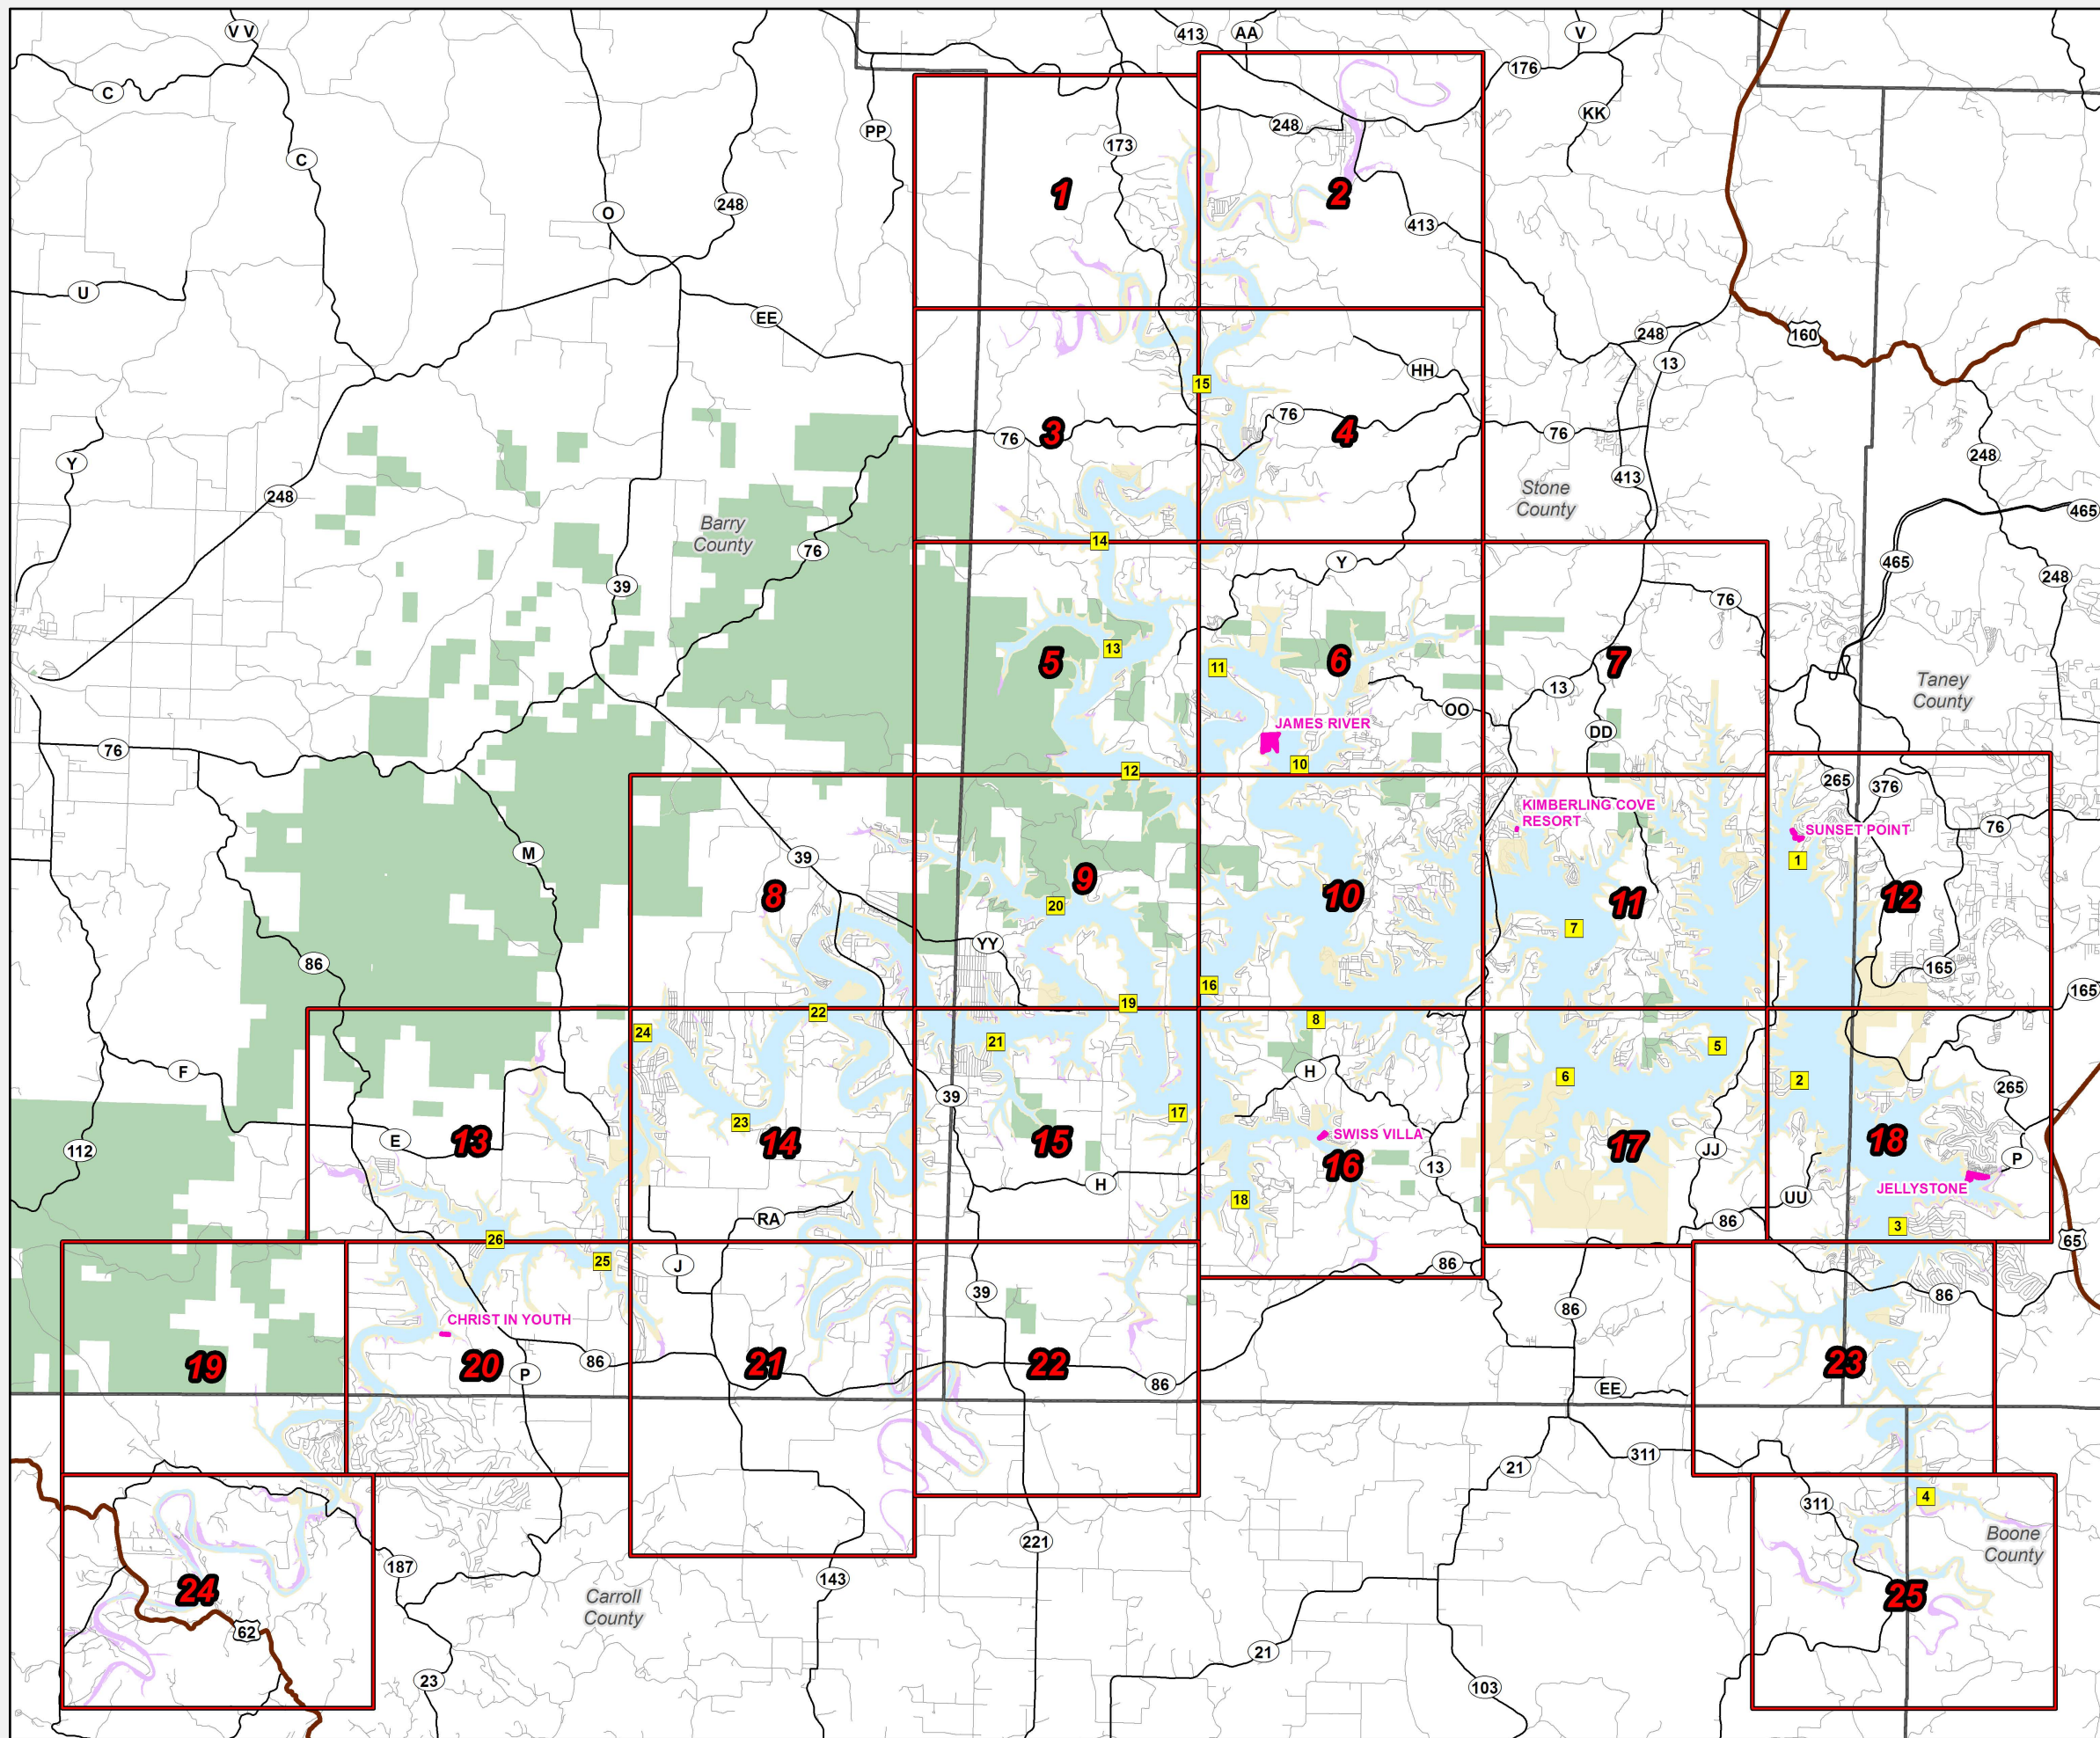 VV
413
AA
V
176
C
KK
248
PP
173
C
1
2
248
O
413
U
EE
248
160
13
HH
15
76
3
76
4
76
Y
248
413
248
Stone
County
465
Barry
County
14
76
Y
465
248
39
76
13
5
11
6
7
Taney
County
13
OO
JAMES RIVER
DD
76
10
12
265
376
KIMBERLING COVE
RESORT
SUNSET POINT
76
M
39
1
9
8
10
11
12
20
7
YY
86
165
16
165
19
22
8
24
21
5
F
H
6
2
265
39
17
23
E
13
14
15
SWISS VILLA
16
17
18
112
JJ
P
13
H
JELLYSTONE
18
UU
RA
86
3
26
65
25
J
86
39
86
86
CHRIST IN YOUTH
19
20
86
21
22
23
P
86
EE
311
21
4
311
Boone
County
221
187
143
24
Carroll
County
25
62
21
23
103